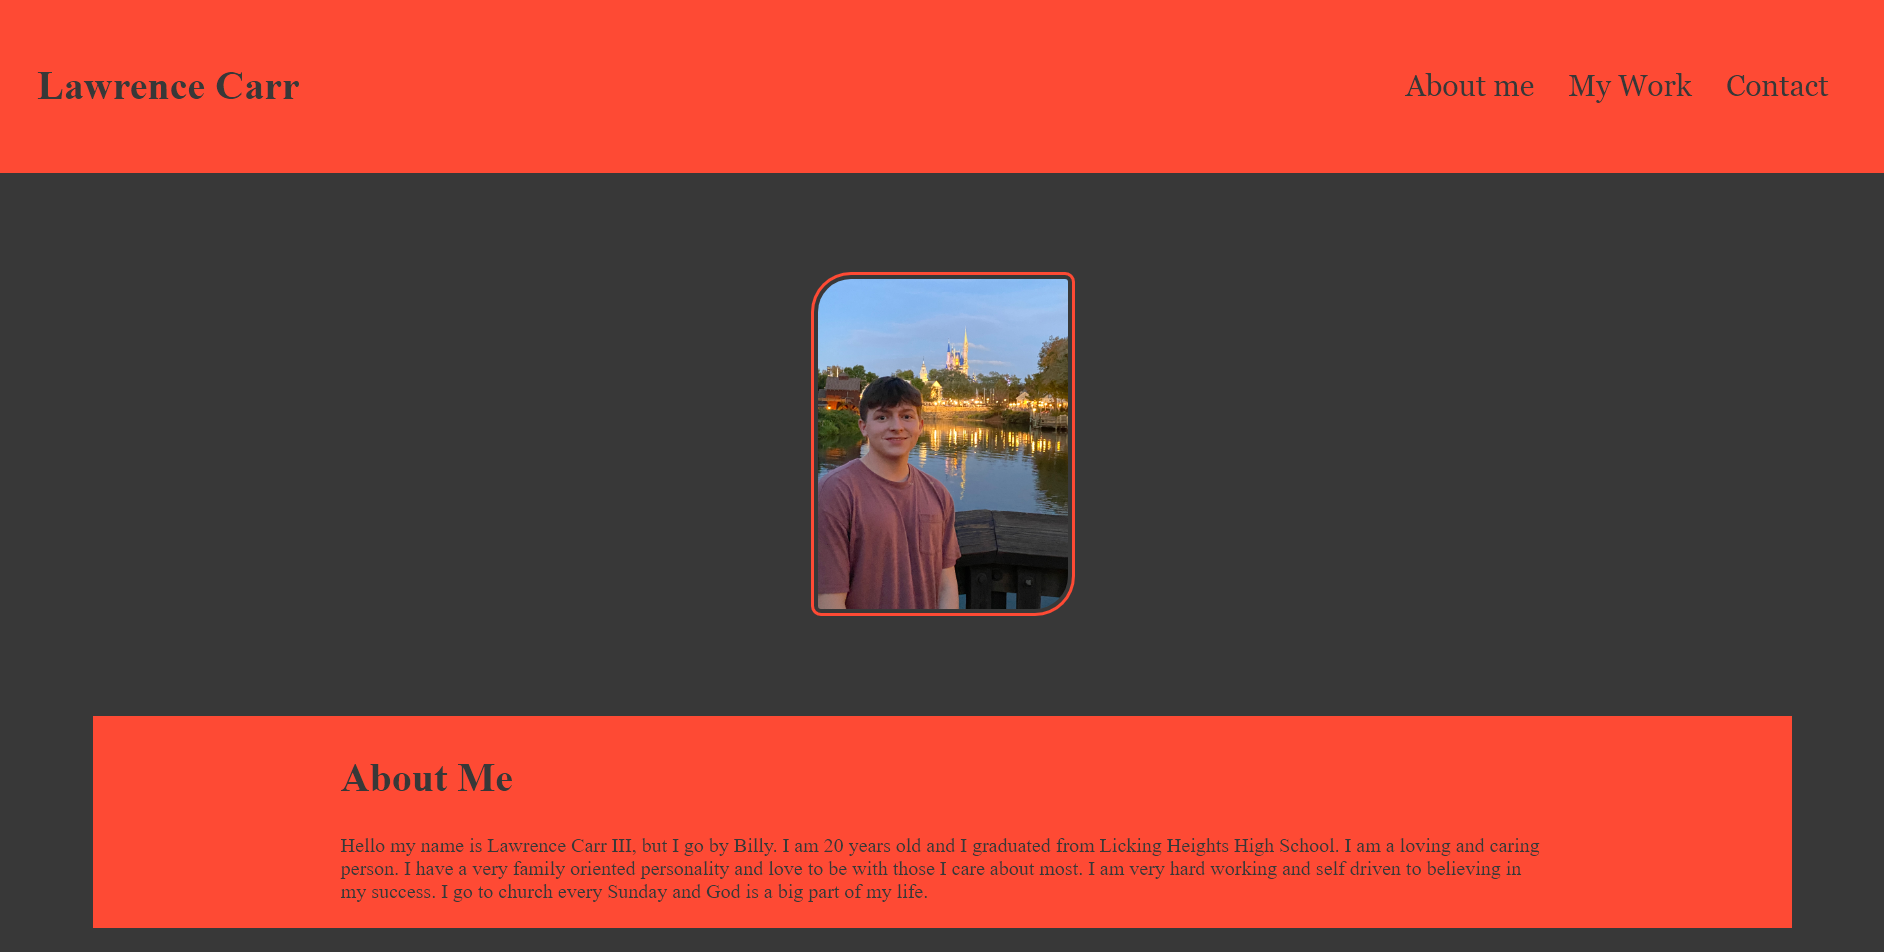 Lawrence Carr
About me My Work Contact
About Me
Hello my name is Lawrence Carr III, but I go by Billy. I am 20 years old and I graduated from Licking Heights High School. I am a loving and caring
person. I have a very family oriented personality and love to be with those I care about most. I am very hard working and self driven to believing in
my success. I go to church every Sunday and God is a big part of my life.